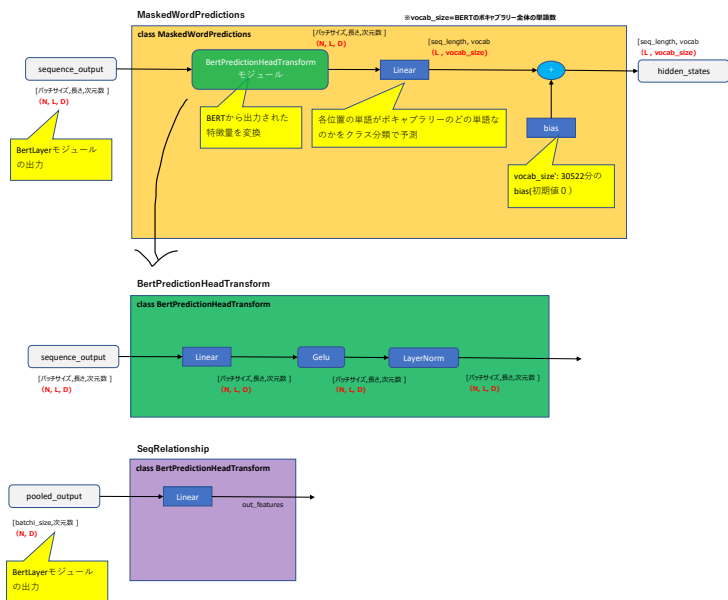 MaskedWordPredictions
※vocab_size=BERTのボキャブラリー全体の単語数
class MaskedWordPredictions
[バッチサイズ,長さ,次元数 ]
(N, L, D)
[seq_length, vocab
(L , vocab_size)
[seq_length, vocab
(L , vocab_size)
sequence_output
BertPredictionHeadTransform
モジュール
Linear
+
hidden_states
[バッチサイズ,長さ,次元数 ]
(N, L, D)
BERTから出力された
特徴量を変換
各位置の単語がボキャブラリーのどの単語な
のかをクラス分類で予測
bias
BertLayerモジュール
の出力
vocab_size': 30522分の
bias(初期値０)
BertPredictionHeadTransform
class BertPredictionHeadTransform
sequence_output
Linear
Gelu
LayerNorm
[バッチサイズ,長さ,次元数 ]
(N, L, D)
[バッチサイズ,長さ,次元数 ]
(N, L, D)
[バッチサイズ,長さ,次元数 ]
(N, L, D)
[バッチサイズ,長さ,次元数 ]
(N, L, D)
SeqRelationship
class BertPredictionHeadTransform
pooled_output
Linear
out_features
[batchi_size,次元数 ]
(N, D)
BertLayerモジュール
の出力